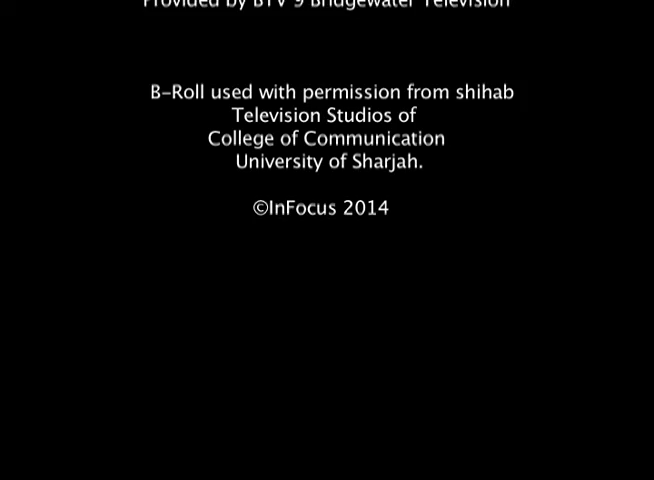 Provided by BTV 9 Bridgewater Television
B-Roll used with permission from shihab
Television Studios of
College of Communication
University of Sharjah.
©InFocus 2014